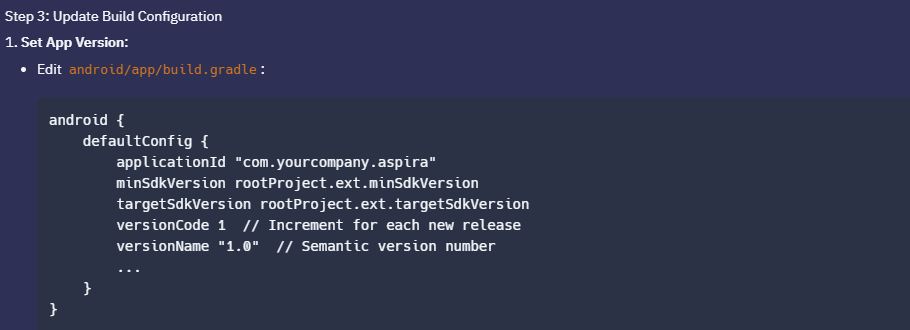 Step 3: Update Build Configuration
1. Set App Version:
• Edit android/app/build.gradle :
android {
    defaultConfig {
        applicationId "com.yourcompany.aspira"
        minSdkVersion rootProject.ext.minSdkVersion
        targetSdkVersion rootProject.ext.targetSdkVersion
        versionCode 1  // Increment for each new release
        versionName "1.0"  // Semantic version number
        ...
    }
}